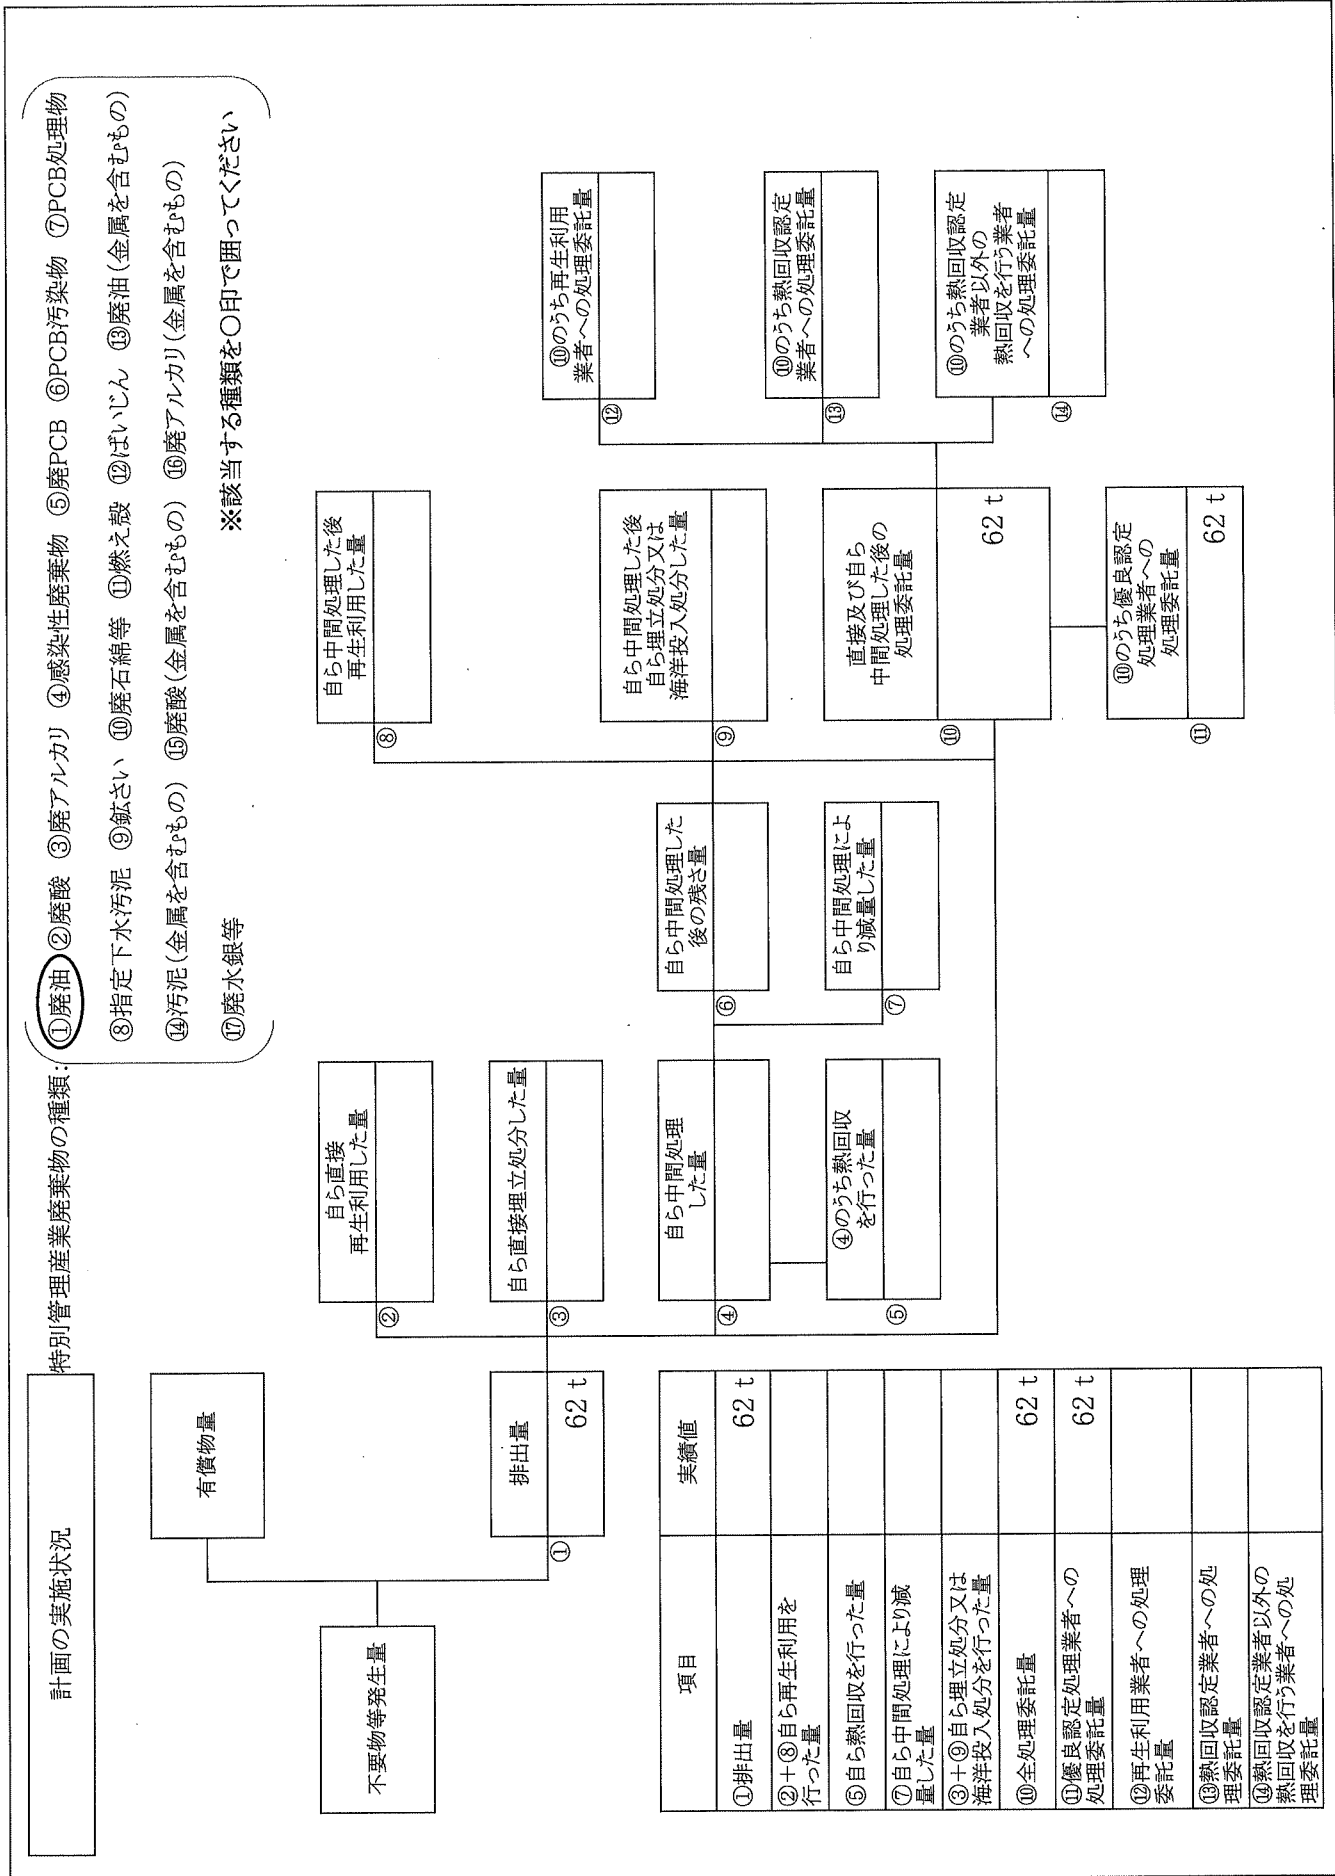 計画の実施状況
特別管理産業廃棄物の種類:
①廃油 ②廃酸 ③廃アルカリ ④感染性廃棄物 ⑤廃PCB ⑥PCB汚染物 ⑦PCB処理物
⑧指定下水汚泥 ⑨鉱さい ⑩廃石綿等 ⑪燃え殻 ⑫ばいじん ⑬廃油(金属を含むもの)
⑭汚泥(金属を含むもの) ⑮廃酸(金属を含むもの) ⑯廃アルカリ(金属を含むもの)
⑰廃水銀等
※該当する種類を○印で囲ってください
不要物等発生量
有償物量
①
排出量
62 t
②
自ら直接
再生利用した量
③
自ら直接埋立処分した量
④
自ら中間処理
した量
⑤
④のうち熱回収
を行った量
⑥
自ら中間処理した
後の残さ量
⑦
自ら中間処理によ
り減量した量
⑧
自ら中間処理した後
再生利用した量
⑨
自ら中間処理した後
自ら埋立処分又は
海洋投入処分した量
⑩
直接及び自ら
中間処理した後の
処理委託量
62 t
⑪
⑩のうち優良認定
処理業者への
処理委託量
62 t
⑫
⑩のうち再生利用
業者への処理委託量
⑬
⑩のうち熱回収認定
業者への処理委託量
⑭
⑩のうち熱回収認定
業者以外の
熱回収を行う業者
への処理委託量
項目 実績値
①排出量 62 t
②+⑧自ら再生利用を
行った量
⑤自ら熱回収を行った量
⑦自ら中間処理により減
量した量
③+⑨自ら埋立処分又は
海洋投入処分を行った量
⑩全処理委託量 62 t
⑪優良認定処理業者への
処理委託量 62 t
⑫再生利用業者への処理
委託量
⑬熱回収認定業者への処
理委託量
⑭熱回収認定業者以外の
熱回収を行う業者への処
理委託量